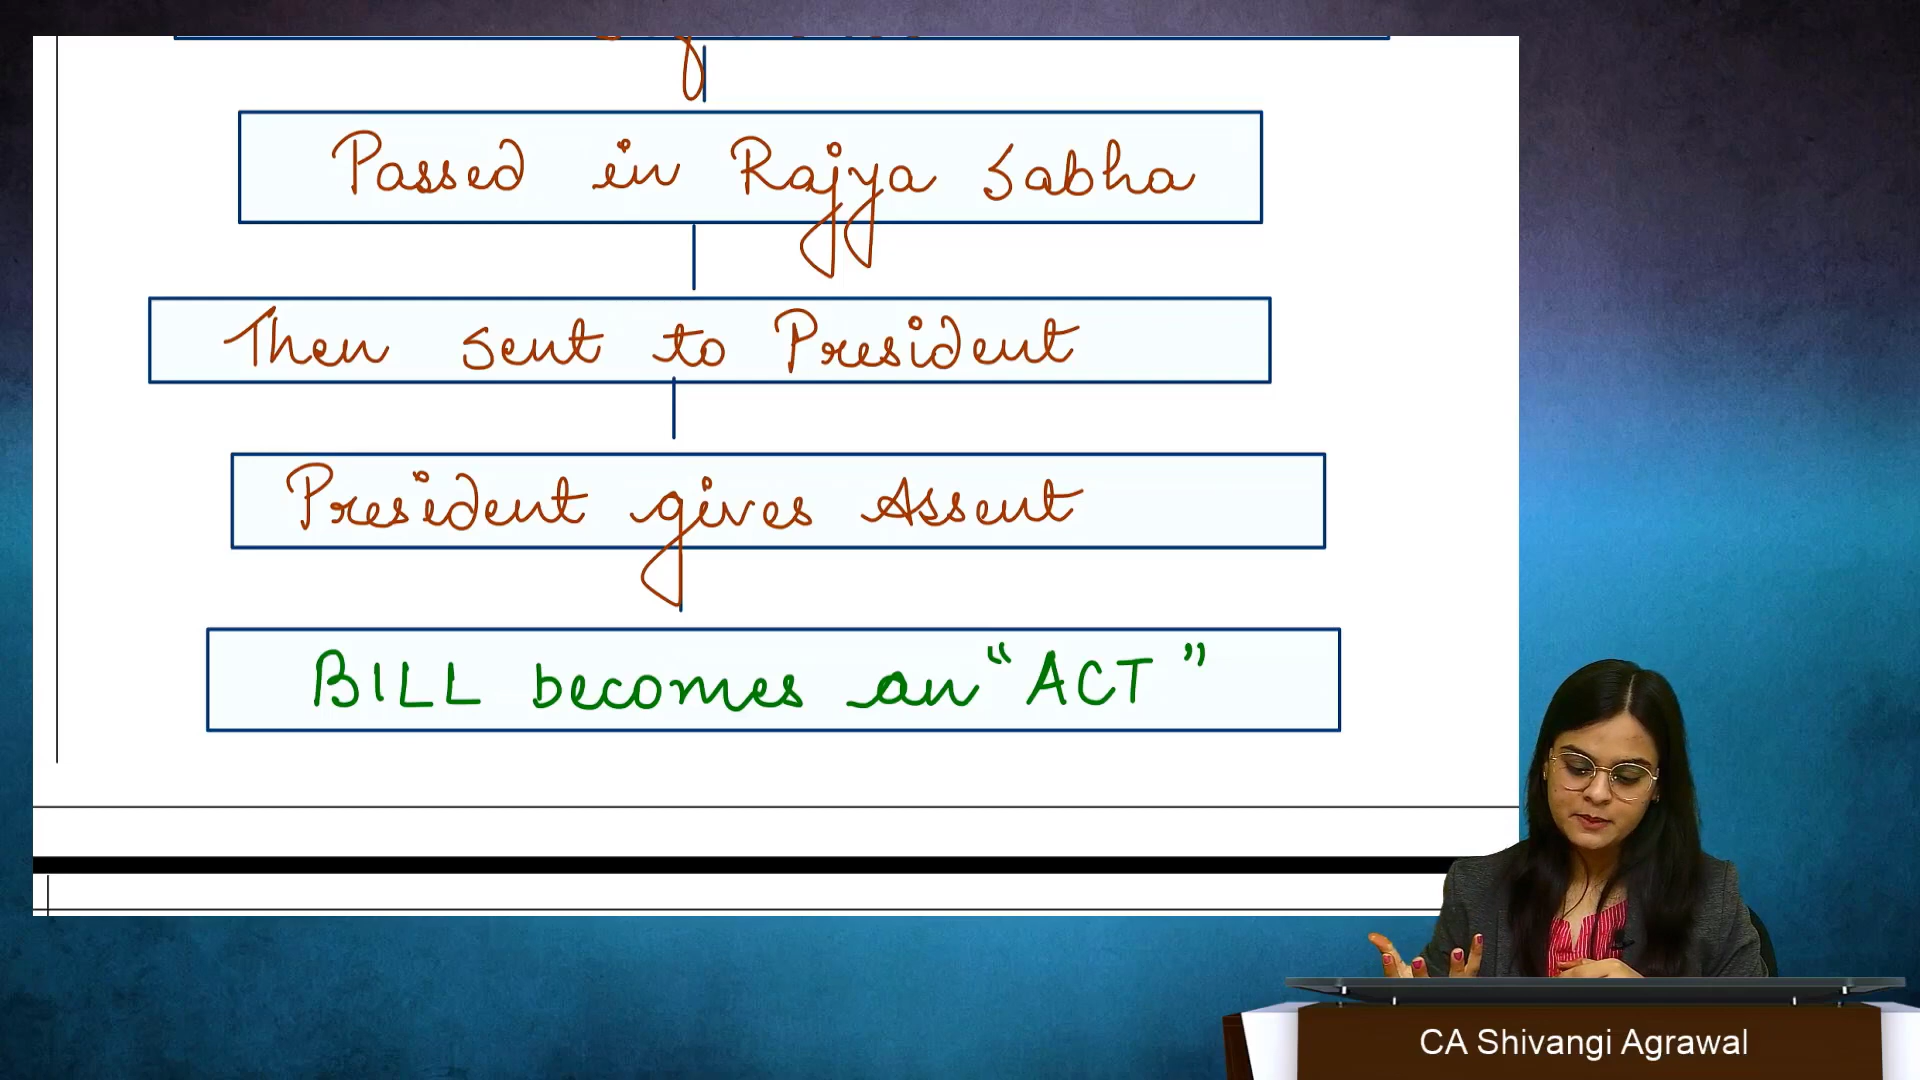 Passed in Rajya Sabha
Then sent to President
President gives Assent
BILL becomes an "ACT"
CA Shivangi Agrawal